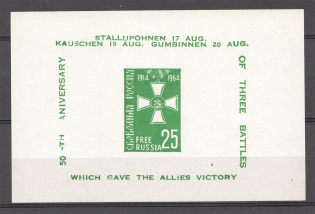 STALLUPOHNEN 17 AUG.
KAUSCHEN 19 AUG. GUMBINNEN 20 AUG.
50-TH ANIVERSARY
OF THREE BATTLES
1914 1964
FREE
RUSSIA 25
WHICH GAVE THE ALLIES VICTORY